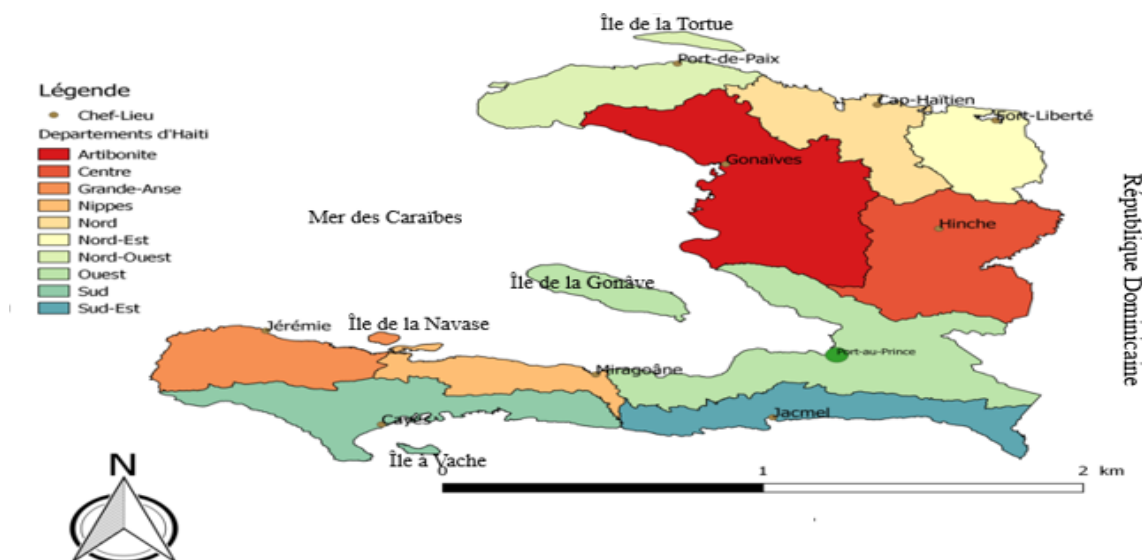 Île de la Tortue
Port-de-Paix
Légende
Chef-Lieu
Departements d'Haiti
Artibonite
Centre
Grande-Anse
Nippes
Nord
Nord-Est
Nord-Ouest
Ouest
Sud
Sud-Est
Cap-Haïtien
Fort-Liberté
Gonaïves
Mer des Caraïbes
Hinche
République Dominicaine
Île de la Gonâve
Jérémie
Île de la Navase
Port-au-Prince
Miragoâne
Cayes
Jacmel
Île à Vache
N
0 1 2 km